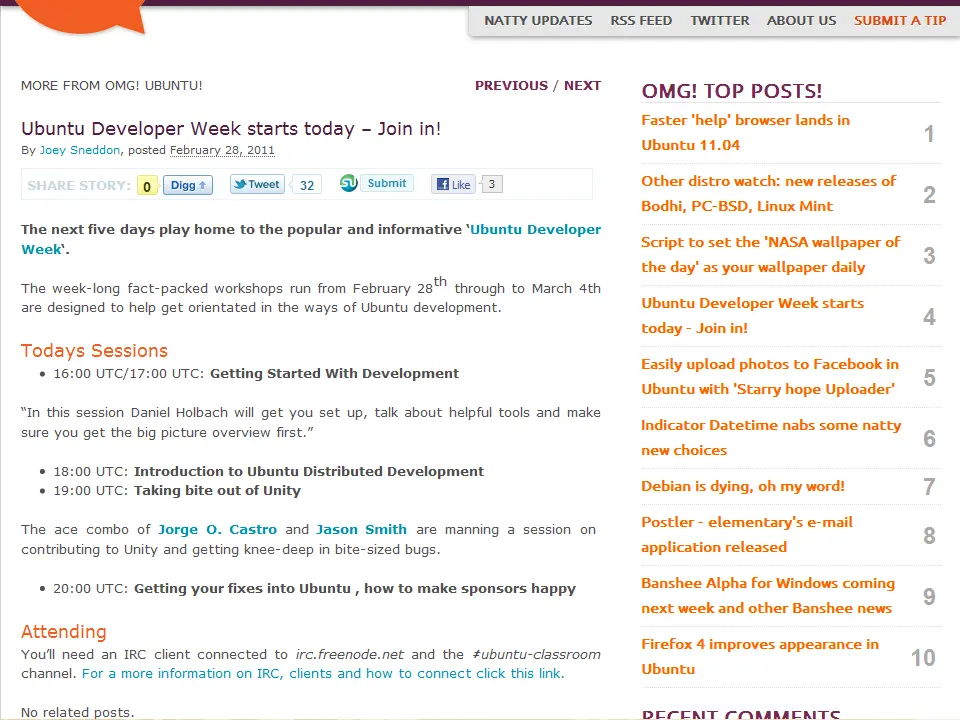 NATTY UPDATES RSS FEED TWITTER ABOUT US SUBMIT A TIP
MORE FROM OMG! UBUNTU!
PREVIOUS / NEXT
Ubuntu Developer Week starts today – Join in!
By Joey Sneddon, posted February 28, 2011
SHARE STORY: 0 Digg Tweet 32 Submit Like 3
The next five days play home to the popular and informative ‘Ubuntu Developer
Week‘.
The week-long fact-packed workshops run from February 28th through to March 4th
are designed to help get orientated in the ways of Ubuntu development.
Todays Sessions
• 16:00 UTC/17:00 UTC: Getting Started With Development
“In this session Daniel Holbach will get you set up, talk about helpful tools and make
sure you get the big picture overview first.”
• 18:00 UTC: Introduction to Ubuntu Distributed Development
• 19:00 UTC: Taking bite out of Unity
The ace combo of Jorge O. Castro and Jason Smith are manning a session on
contributing to Unity and getting knee-deep in bite-sized bugs.
• 20:00 UTC: Getting your fixes into Ubuntu , how to make sponsors happy
Attending
You’ll need an IRC client connected to irc.freenode.net and the #ubuntu-classroom
channel. For a more information on IRC, clients and how to connect click this link.
No related posts.
OMG! TOP POSTS!
Faster 'help' browser lands in
Ubuntu 11.04
1
Other distro watch: new releases of
Bodhi, PC-BSD, Linux Mint
2
Script to set the 'NASA wallpaper of
the day' as your wallpaper daily
3
Ubuntu Developer Week starts
today - Join in!
4
Easily upload photos to Facebook in
Ubuntu with 'Starry hope Uploader'
5
Indicator Datetime nabs some natty
new choices
6
Debian is dying, oh my word!
7
Postler - elementary's e-mail
application released
8
Banshee Alpha for Windows coming
next week and other Banshee news
9
Firefox 4 improves appearance in
Ubuntu
10
RECENT COMMENTS